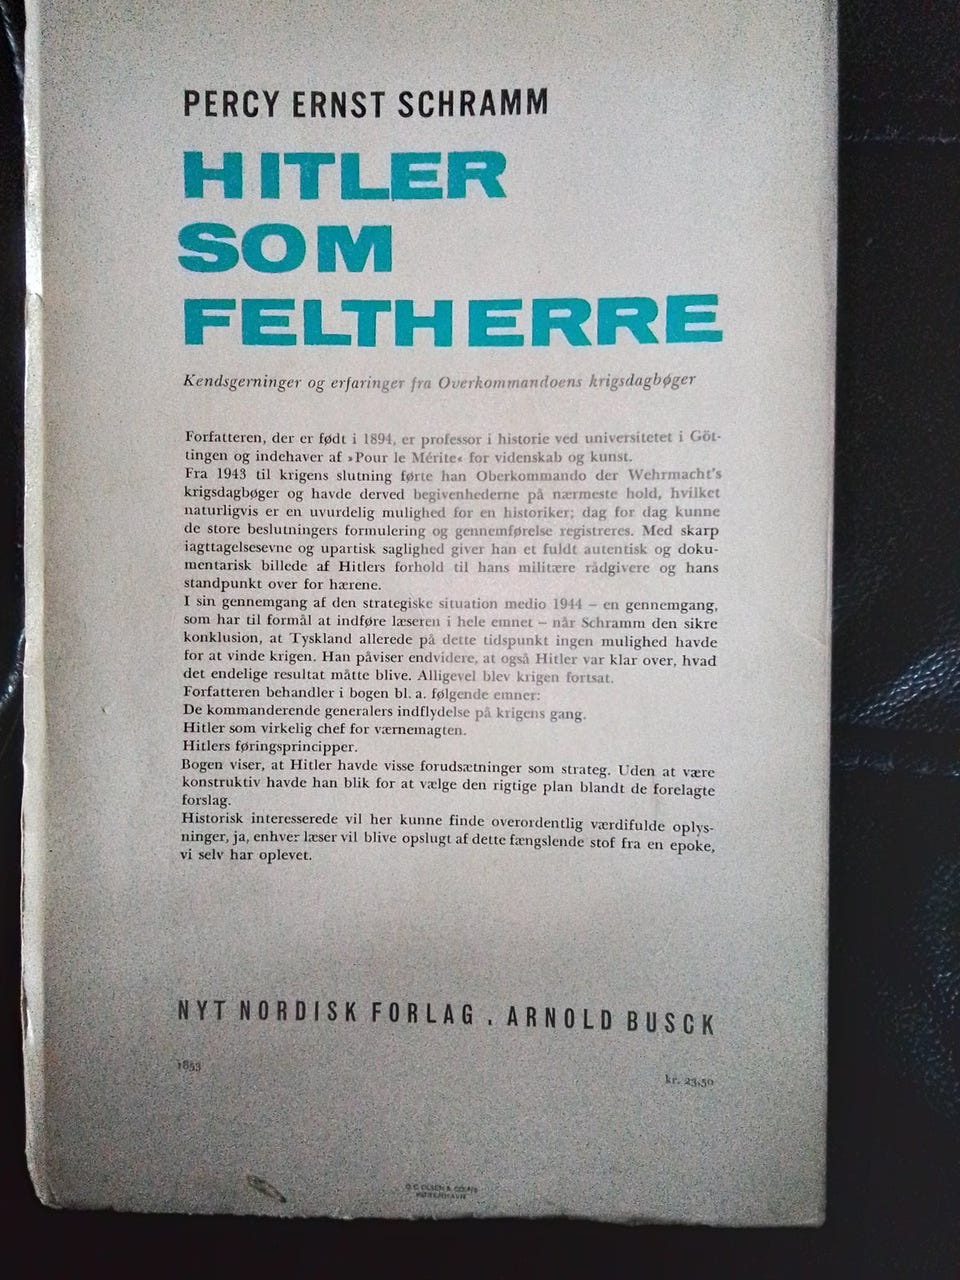 PERCY ERNST SCHRAMM
HITLER
SOM
FELTHERRE
Kendsgerninger og erfaringer fra Overkommandoens krigsdagbøger
Forfatteren, der er født i 1894, er professor i historie ved universitetet i Göt-
tingen og indehaver af »Pour le Mérite« for videnskab og kunst.
Fra 1943 til krigens slutning førte han Oberkommando der Wehrmacht's
krigsdagbøger og havde derved begivenhederne på nærmeste hold, hvilket
naturligvis er en uvurdelig mulighed for en historiker; dag for dag kunne
de store beslutningers formulering og gennemførelse registreres. Med skarp
iagttagelsesevne og upartisk saglighed giver han et fuldt autentisk og doku-
mentarisk billede af Hitlers forhold til hans militære rådgivere og hans
standpunkt over for hærene.
I sin gennemgang af den strategiske situation medio 1944 – en gennemgang,
som har til formål at indføre læseren i hele emnet – når Schramm den sikre
konklusion, at Tyskland allerede på dette tidspunkt ingen mulighed havde
for at vinde krigen. Han påviser endvidere, at også Hitler var klar over, hvad
det endelige resultat måtte blive. Alligevel blev krigen fortsat.
Forfatteren behandler i bogen bl. a. følgende emner:
De kommanderende generalers indflydelse på krigens gang.
Hitler som virkelig chef for værnemagten.
Hitlers føringsprincipper.
Bogen viser, at Hitler havde visse forudsætninger som strateg. Uden at være
konstruktiv havde han blik for at vælge den rigtige plan blandt de forelagte
forslag.
Historisk interesserede vil her kunne finde overordentlig værdifulde oplys-
ninger, ja, enhver læser vil blive opslugt af dette fængslende stof fra en epoke,
vi selv har oplevet.
NYT NORDISK FORLAG . ARNOLD BUSCK
1853
kr. 23,50
KØBENHAVN